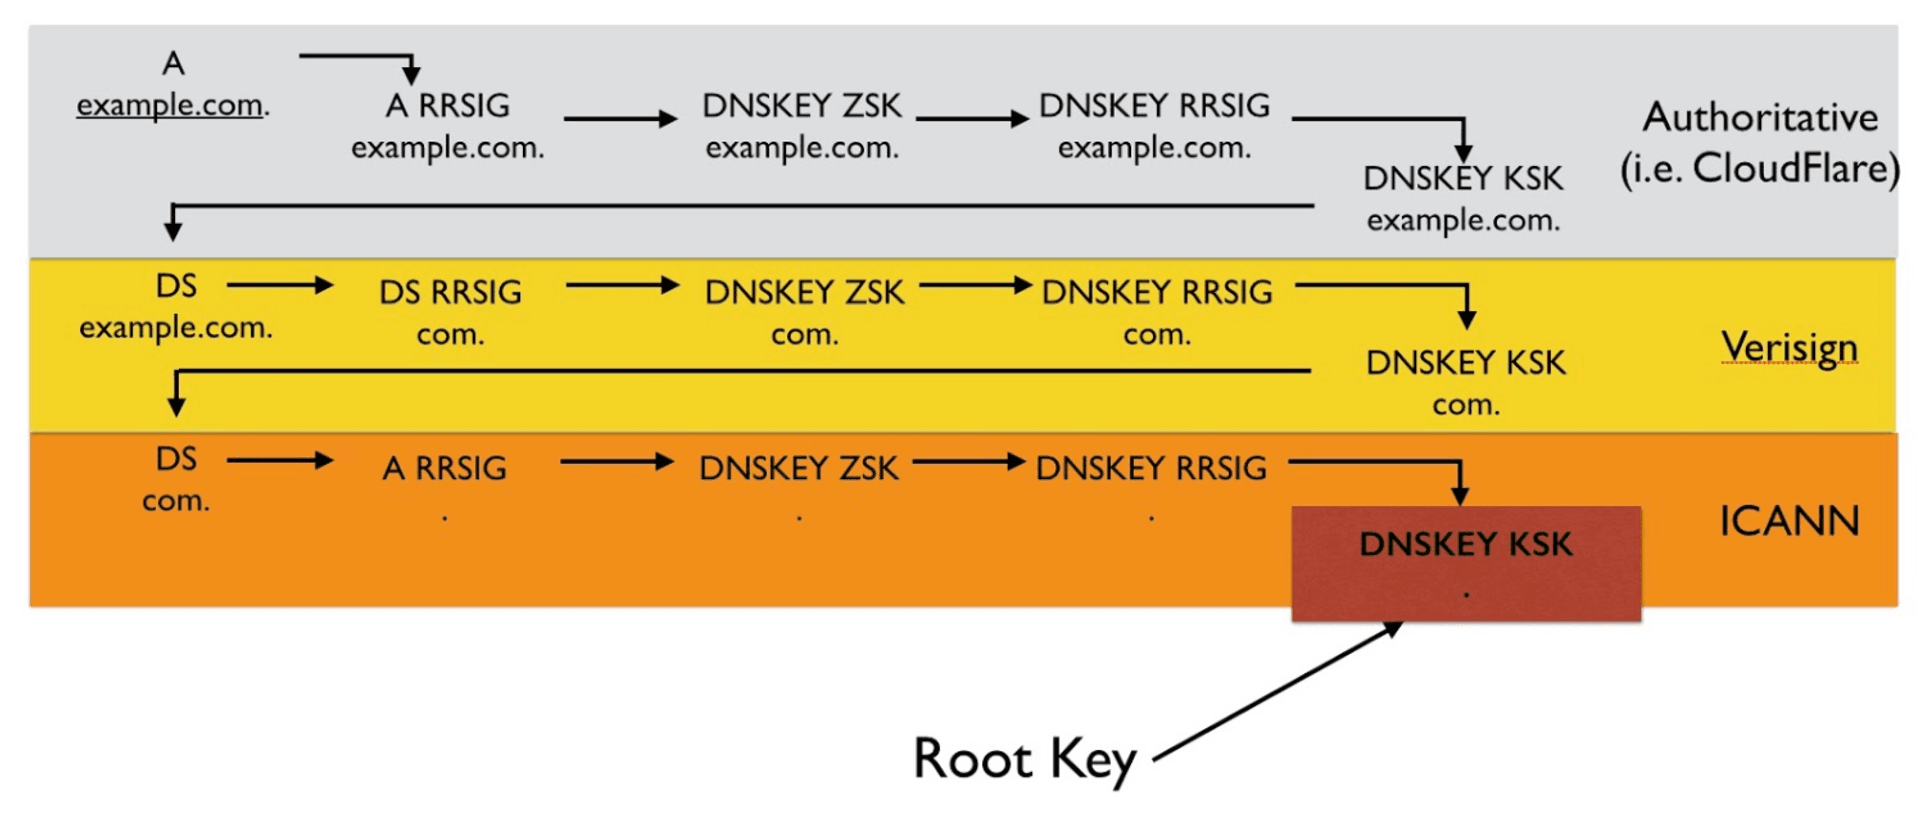 A
example.com.
A RRSIG
example.com.
DNSKEY ZSK
example.com.
DNSKEY RRSIG
example.com.
DNSKEY KSK
example.com.
Authoritative
(i.e. CloudFlare)
DS
example.com.
DS RRSIG
com.
DNSKEY ZSK
com.
DNSKEY RRSIG
com.
DNSKEY KSK
com.
Verisign
DS
com.
A RRSIG
.
DNSKEY ZSK
.
DNSKEY RRSIG
.
DNSKEY KSK
.
ICANN
Root Key